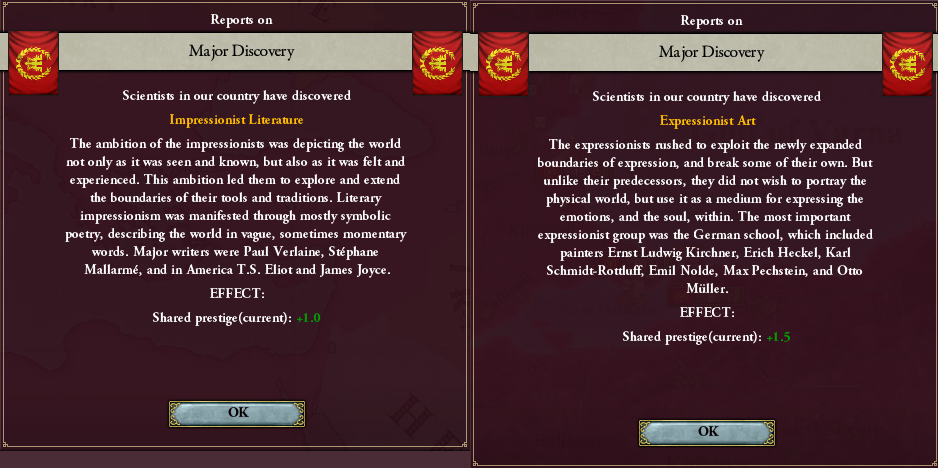 Reports on
Major Discovery
Scientists in our country have discovered
Impressionist Literature
The ambition of the impressionists was depicting the world
not only as it was seen and known, but also as it was felt and
experienced. This ambition led them to explore and extend
the boundaries of their tools and traditions. Literary
impressionism was manifested through mostly symbolic
poetry, describing the world in vague, sometimes momentary
words. Major writers were Paul Verlaine, Stéphane
Mallarmé, and in America T.S. Eliot and James Joyce.
EFFECT:
Shared prestige(current): +1.0
OK
Reports on
Major Discovery
Scientists in our country have discovered
Expressionist Art
The expressionists rushed to exploit the newly expanded
boundaries of expression, and break some of their own. But
unlike their predecessors, they did not wish to portray the
physical world, but use it as a medium for expressing the
emotions, and the soul, within. The most important
expressionist group was the German school, which included
painters Ernst Ludwig Kirchner, Erich Heckel, Karl
Schmidt-Rottluff, Emil Nolde, Max Pechstein, and Otto
Müller.
EFFECT:
Shared prestige(current): +1.5
OK